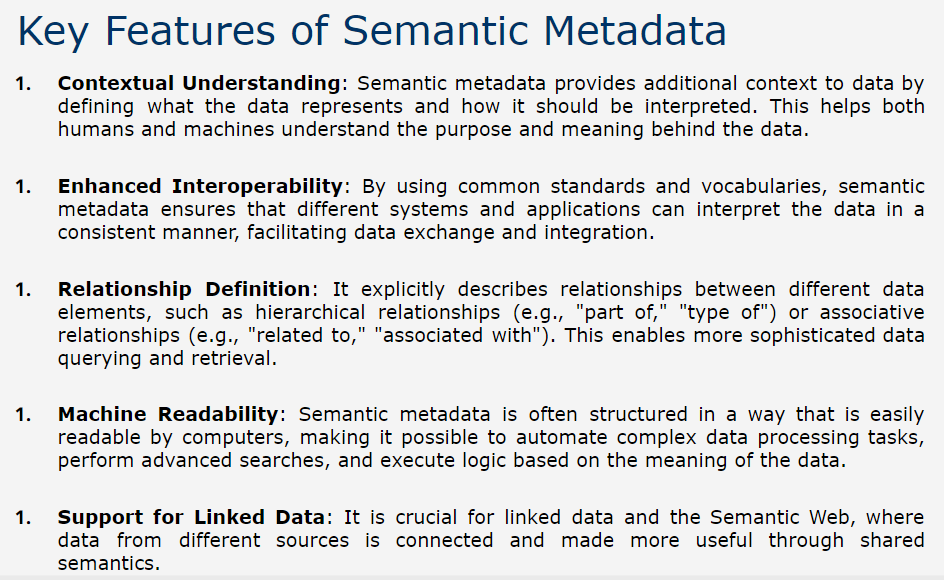 Key Features of Semantic Metadata
1. Contextual Understanding: Semantic metadata provides additional context to data by
defining what the data represents and how it should be interpreted. This helps both
humans and machines understand the purpose and meaning behind the data.
1. Enhanced Interoperability: By using common standards and vocabularies, semantic
metadata ensures that different systems and applications can interpret the data in a
consistent manner, facilitating data exchange and integration.
1. Relationship Definition: It explicitly describes relationships between different data
elements, such as hierarchical relationships (e.g., "part of," "type of") or associative
relationships (e.g., "related to," "associated with"). This enables more sophisticated data
querying and retrieval.
1. Machine Readability: Semantic metadata is often structured in a way that is easily
readable by computers, making it possible to automate complex data processing tasks,
perform advanced searches, and execute logic based on the meaning of the data.
1. Support for Linked Data: It is crucial for linked data and the Semantic Web, where
data from different sources is connected and made more useful through shared
semantics.